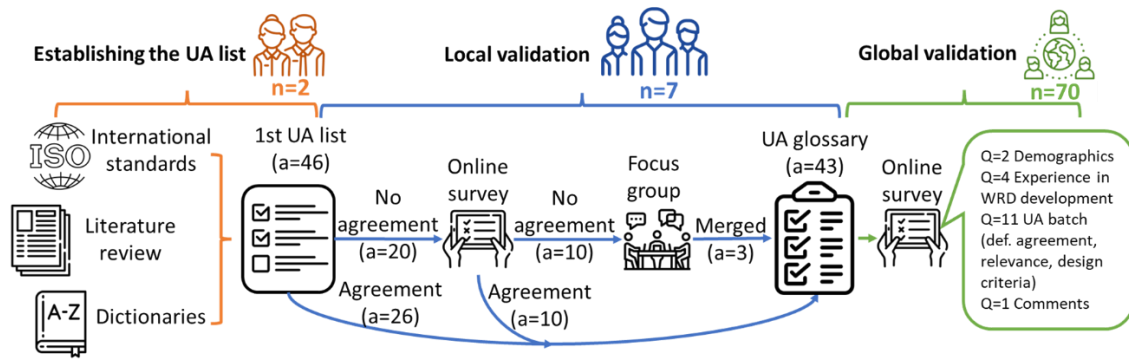 Establishing the UA list
n=2
Local validation
n=7
Global validation
n=70
ISO
International
standards
Literature
review
A-Z
Dictionaries
1st UA list
(a=46)
No
agreement
(a=20)
Agreement
(a=26)
Online
survey
No
agreement
(a=10)
Agreement
(a=10)
Focus
group
Merged
(a=3)
UA glossary
(a=43)
Online
survey
Q=2 Demographics
Q=4 Experience in
WRD development
Q=11 UA batch
(def. agreement,
relevance, design
criteria)
Q=1 Comments